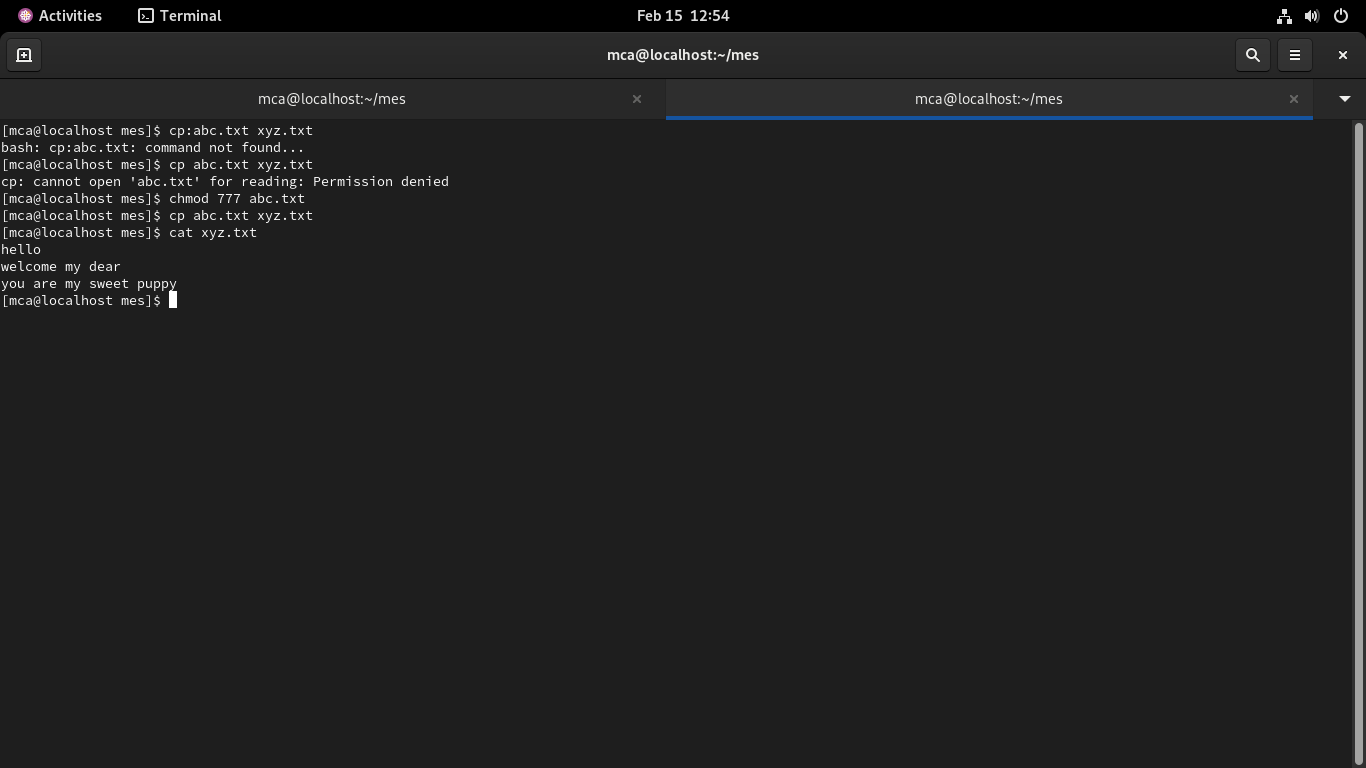 Activities Terminal Feb 15 12:54
mca@localhost:~/mes
mca@localhost:~/mes mca@localhost:~/mes
[mca@localhost mes]$ cp:abc.txt xyz.txt
bash: cp:abc.txt: command not found...
[mca@localhost mes]$ cp abc.txt xyz.txt
cp: cannot open 'abc.txt' for reading: Permission denied
[mca@localhost mes]$ chmod 777 abc.txt
[mca@localhost mes]$ cp abc.txt xyz.txt
[mca@localhost mes]$ cat xyz.txt
hello
welcome my dear
you are my sweet puppy
[mca@localhost mes]$